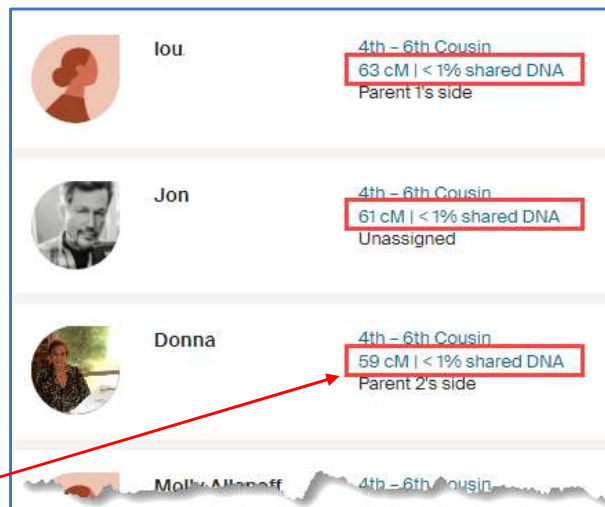 lou
4th – 6th Cousin
63 cM | < 1% shared DNA
Parent 1's side
Jon
4th – 6th Cousin
61 cM | < 1% shared DNA
Unassigned
Donna
4th – 6th Cousin
59 cM | < 1% shared DNA
Parent 2's side
Molly
4th – 6th Cousin